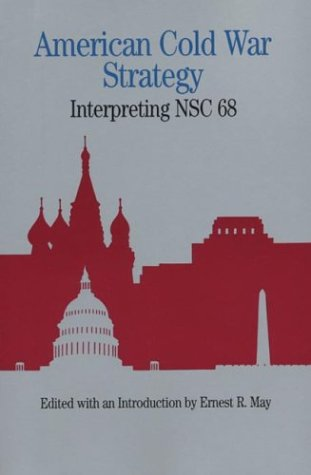 American Cold War
Strategy
Interpreting NSC 68
Edited with an Introduction by Ernest R. May